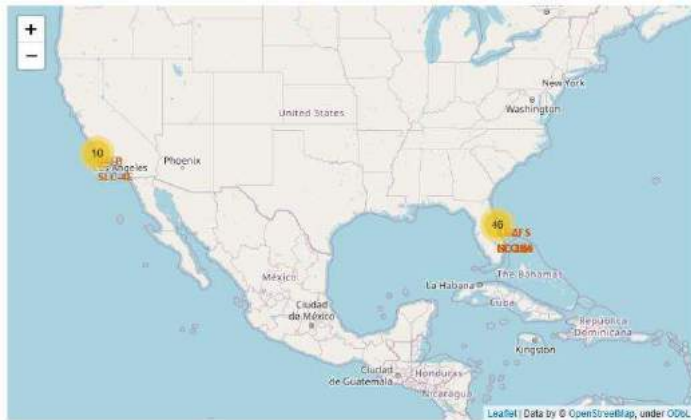 +
−
New York
Washington
United States
10
Los Angeles
Phoenix
SLC-4E
46
The Bahamas
México
La Habana
Cuba
Ciudad
de México
República
Dominicana
Kingston
Ciudad
de Guatemala
Honduras
Nicaragua
Leaflet | Data by © OpenStreetMap, under ODbL